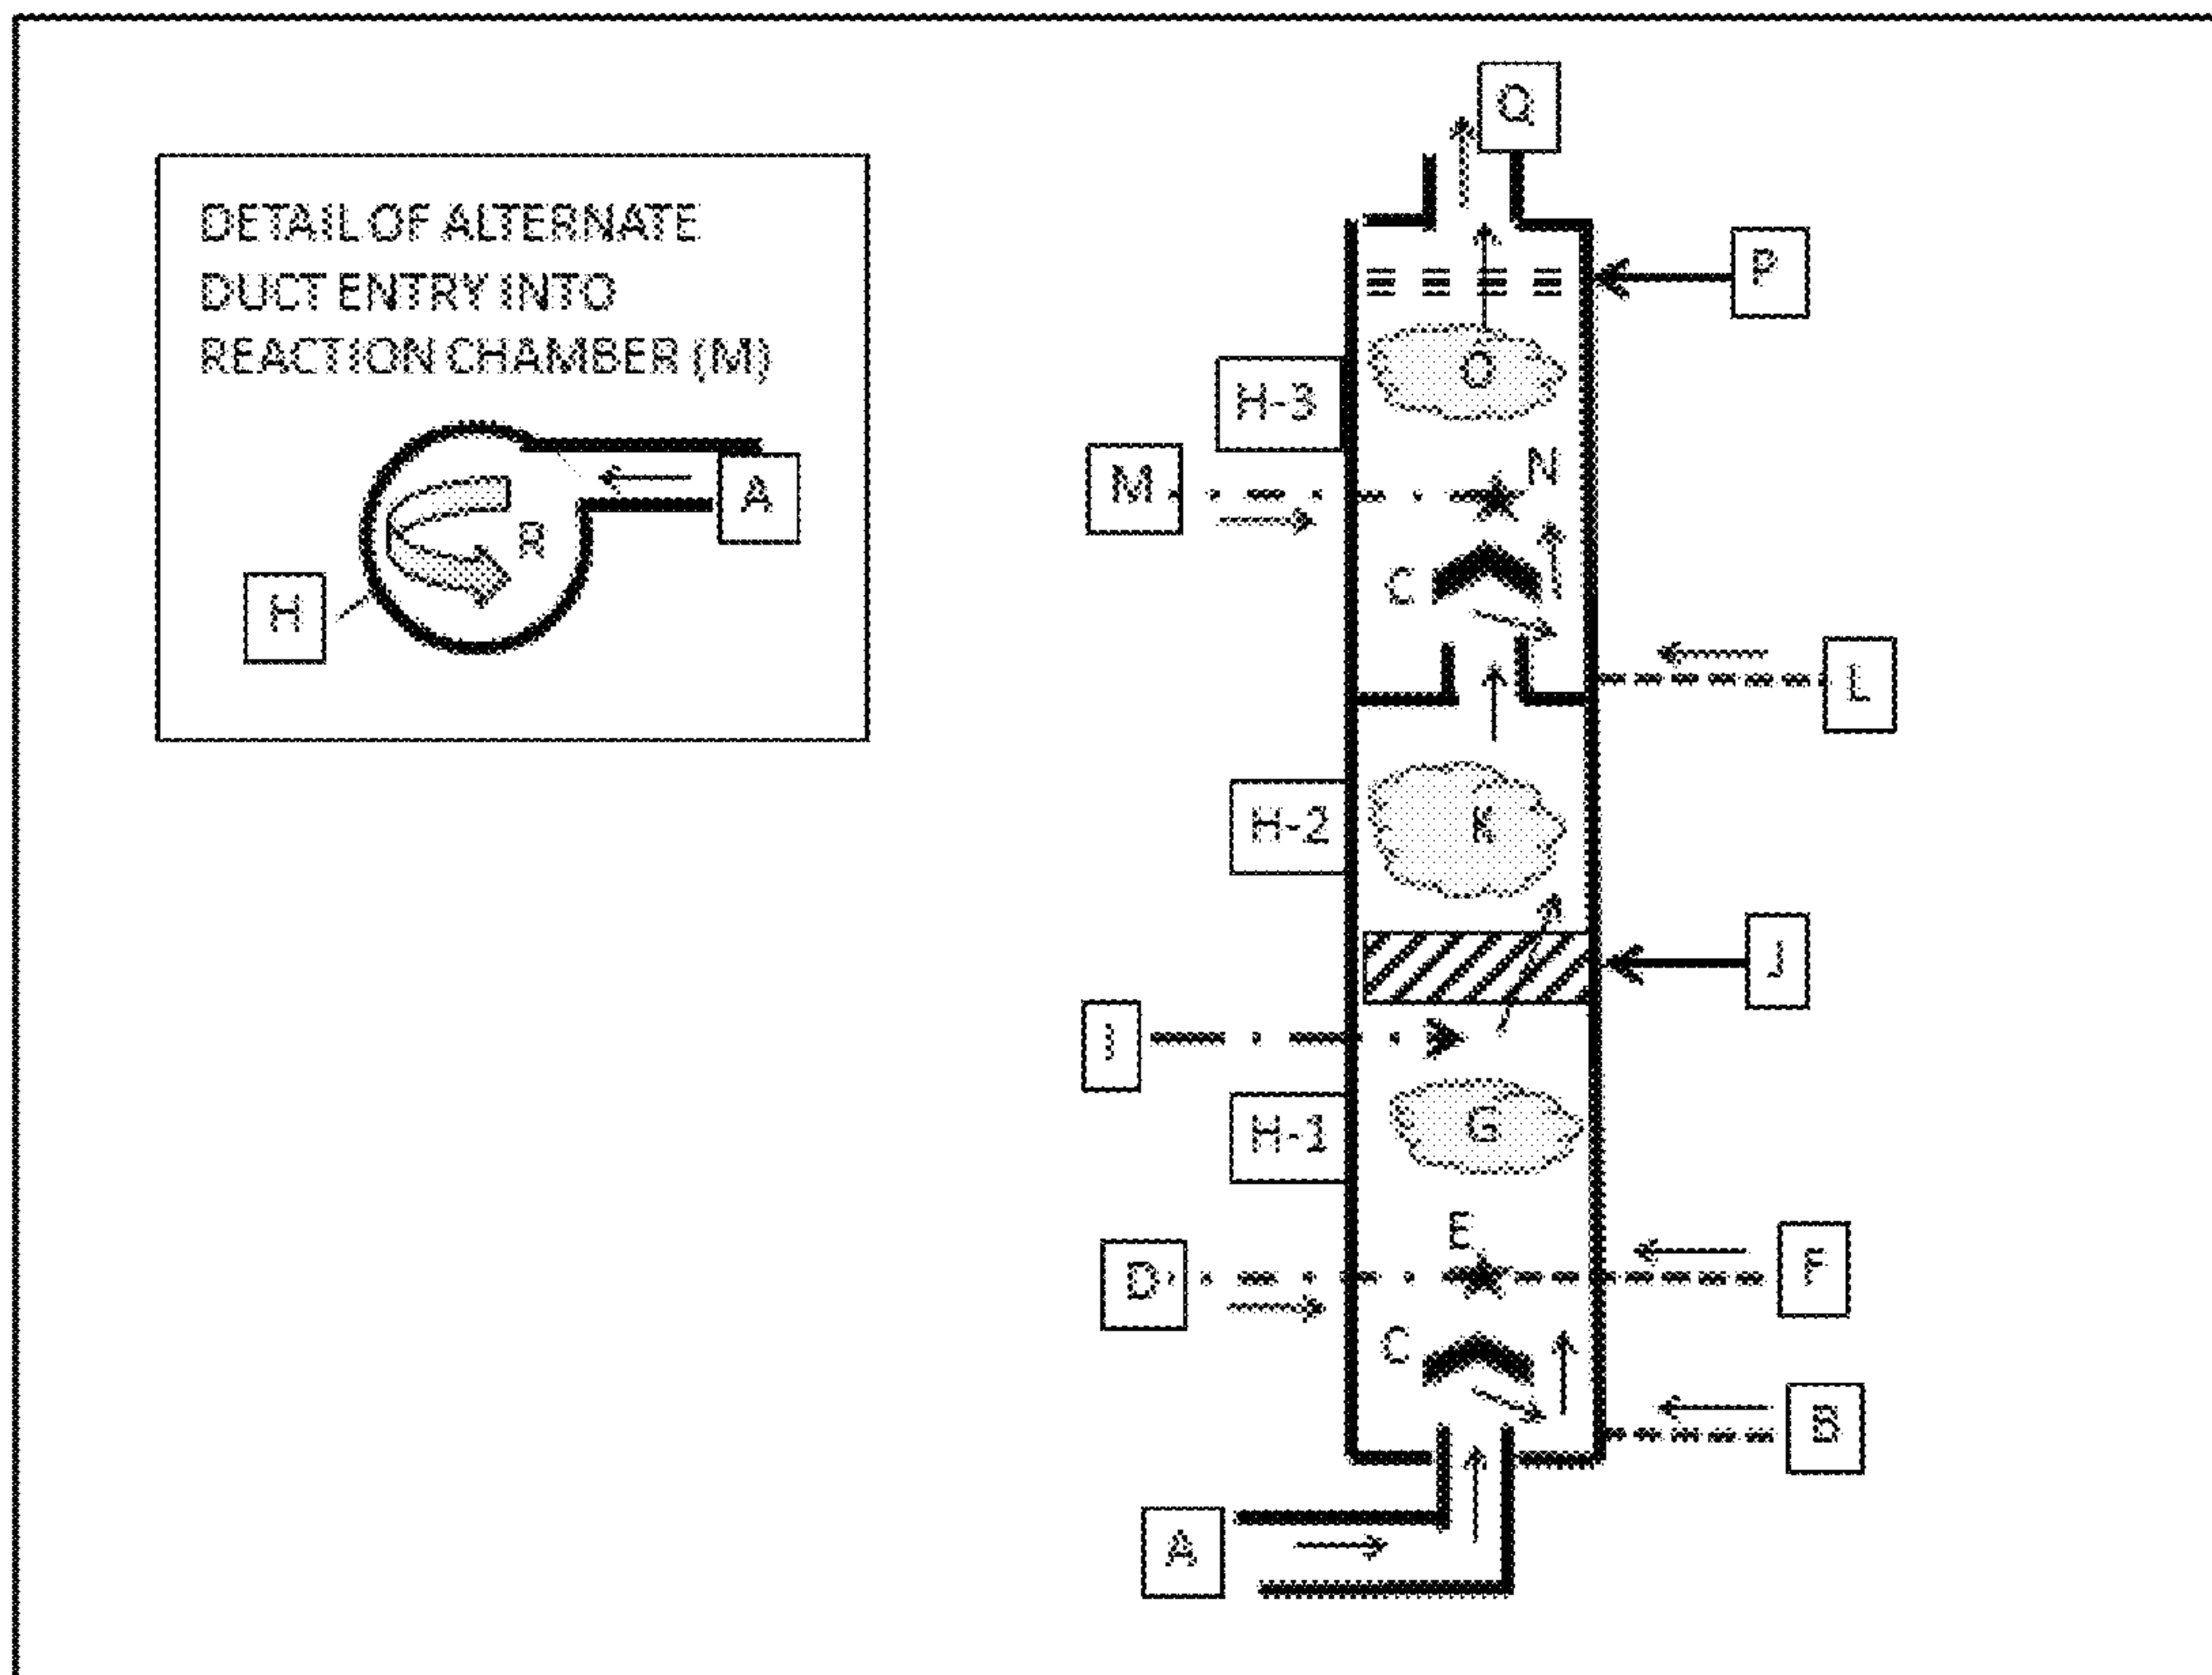 DETAIL OF ALTERNATE
DUCT ENTRY INTO
REACTION CHAMBER (M)
A
R
H
Q
P
O
H-3
M
N
C
L
H-2
K
J
I
H-1
G
E
D
F
C
B
A